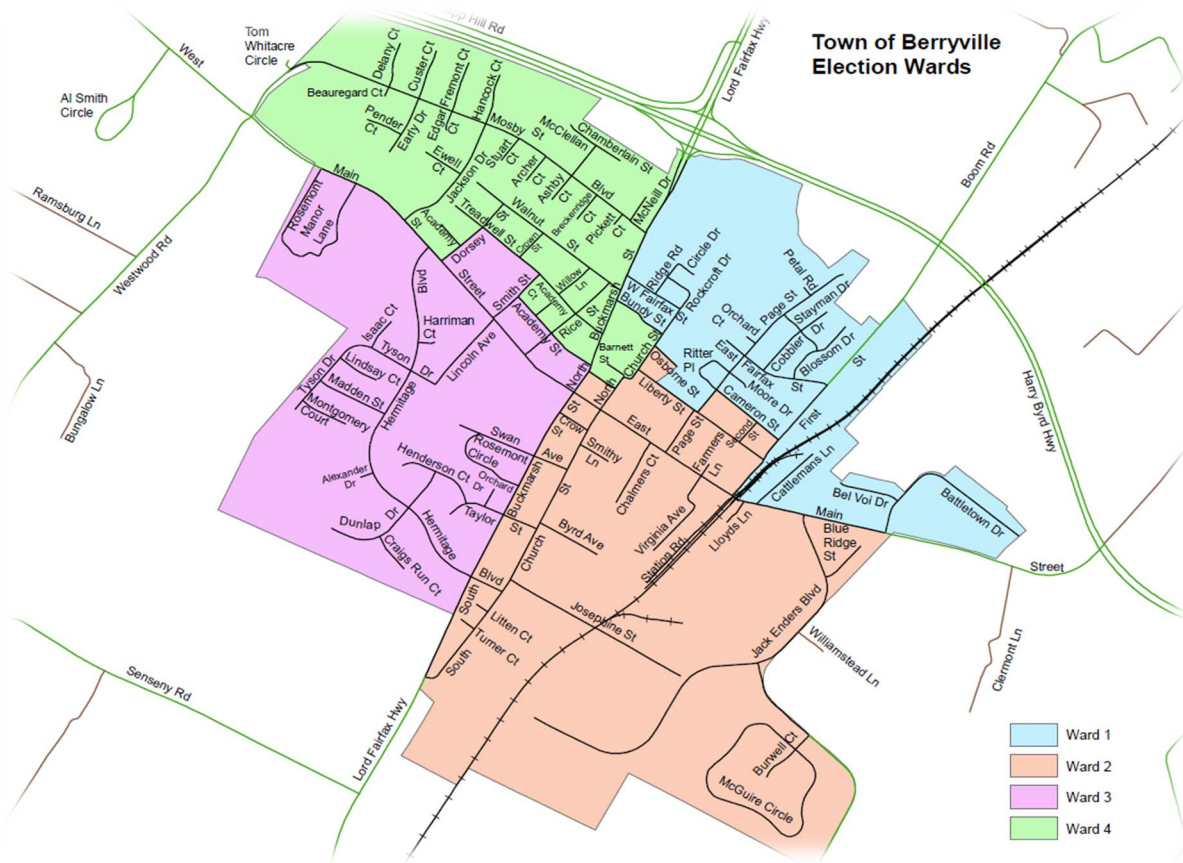 pp Hill Rd
Lord Fairfax Hwy
Town of Berryville
Election Wards
Tom
Whitacre
Circle
West
Al Smith
Circle
Delany Ct
Custer Ct
Fremont Ct
Hancock Ct
Beauregard Ct
Pender
Ct
Early Dr
Edgar
Ct
Ewell
Ct
Mosby
St
McClellan
Chamberlain St
Stuart
Ct
Archer
Ct
Ashby
Ct
Blvd
Breckenridge
Ct
Pickett
Ct
McNeill Dr
Jackson Dr
Boom Rd
Main
Rosemont
Manor
Lane
Ramsburg Ln
Westwood Rd
Academy
St
Treadwell St
Walnut
St
Crown
St
Dorsey
Street
Smith St
Willow
Ln
Academy
Ct
Rice St
Buckmarsh
St
Academy St
Barnett
St
Church St
W Fairfax
St
Bundy St
Ridge Rd
Circle Dr
Rockcroft Dr
Petal Rd
Page St
Stayman Dr
Orchard
Ct
Cobbler
Dr
Blossom Dr
East
Fairfax
St
Ritter
Pl
Moore Dr
Cameron St
Osborne St
First
St
Harry Byrd Hwy
Blvd
Harriman
Ct
Isaac Ct
Tyson
Dr
Lincoln Ave
Tyson Dr
Lindsay Ct
Madden St
Montgomery
Court
Hermitage
Bungalow Ln
North
St
North
Liberty St
East
Page St
Farmers
Ln
Second
St
Crow
St
Smithy
Ln
Chalmers Ct
Swan
Ave
Rosemont
Circle
Orchard
Dr
Henderson Ct
Taylor
Alexander
Dr
Dunlap
Dr
Craigs Run Ct
Hermitage
Blvd
Buckmarsh
St
St
Church
Byrd Ave
Virginia Ave
Station Rd
Lloyds Ln
Cattlemans Ln
Main
Bel Voi Dr
Battletown Dr
Blue
Ridge
St
Street
Josephine St
Jack Enders Blvd
Williamstead Ln
Clermont Ln
South
South
Litten Ct
Turner Ct
Senseny Rd
Lord Fairfax Hwy
Burwell Ct
McGuire Circle
Ward 1
Ward 2
Ward 3
Ward 4